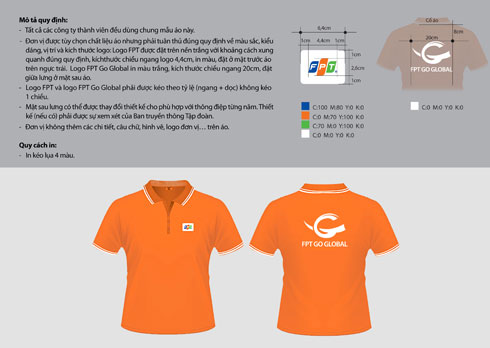 Mô tả quy định:
- Tất cả các công ty thành viên đều dùng chung mẫu áo này.
- Đơn vị được tùy chọn chất liệu áo nhưng phải tuân thủ đúng quy định về màu sắc, kiểu
dáng, vị trí và kích thước logo: Logo FPT được đặt trên nền trắng với khoảng cách xung
quanh đúng quy định, kíchthước chiều ngang logo 4,4cm, in màu, đặt ở mặt trước áo
trên ngực trái. Logo FPT Go Global in màu trắng, kích thước chiều ngang 20cm, đặt
giữa lưng ở mặt sau áo.
- Logo FPT và logo FPT Go Global phải được kéo theo tỷ lệ (ngang + dọc) không kéo
1 chiều.
- Mặt sau lưng có thể được thay đổi thiết kế cho phù hợp với thông điệp từng năm. Thiết
kế (nếu có) phải được sự xem xét của Ban truyền thông Tập đoàn.
- Đơn vị không thêm các chi tiết, câu chữ, hình vẽ, logo đơn vị… trên áo.
Quy cách in:
- In kéo lụa 4 màu.
6,4cm
1cm 4,4cm 1cm
1cm
2,6cm
1cm
FPT
C:100 M:80 Y:0 K:0
C:0 M:70 Y:100 K:0
C:70 M:0 Y:100 K:0
C:0 M:0 Y:0 K:0
Cổ áo
20cm
8cm
FPT GO GLOBAL
C:0 M:0 Y:0 K:0
FPT
FPT GO GLOBAL